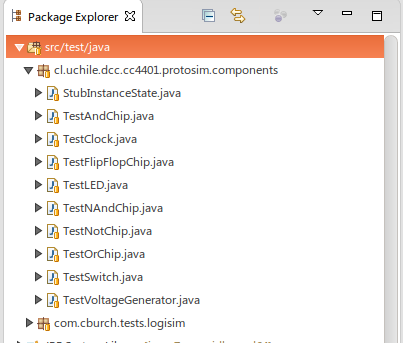 Package Explorer
src/test/java
cl.uchile.dcc.cc4401.protosim.components
StubInstanceState.java
TestAndChip.java
TestClock.java
TestFlipFlopChip.java
TestLED.java
TestNAndChip.java
TestNotChip.java
TestOrChip.java
TestSwitch.java
TestVoltageGenerator.java
com.cburch.tests.logisim